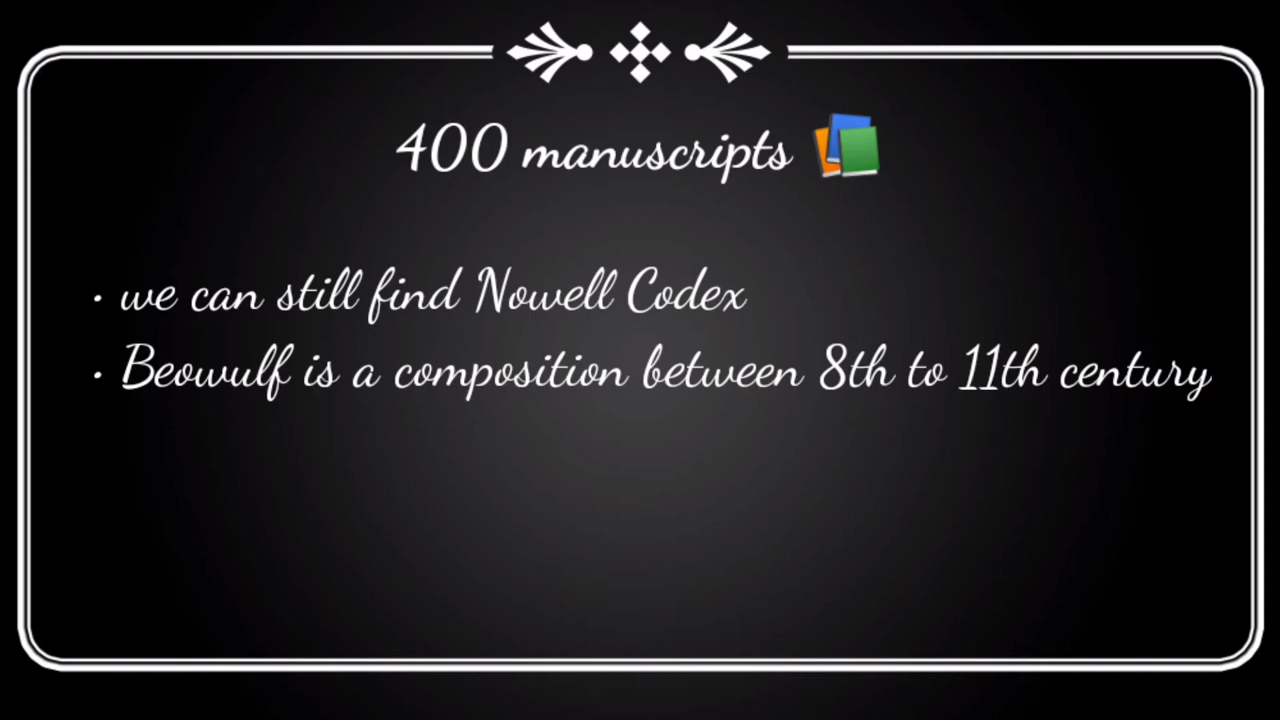 400 manuscripts 📚
• we can still find Nowell Codex
• Beowulf is a composition between 8th to 11th century